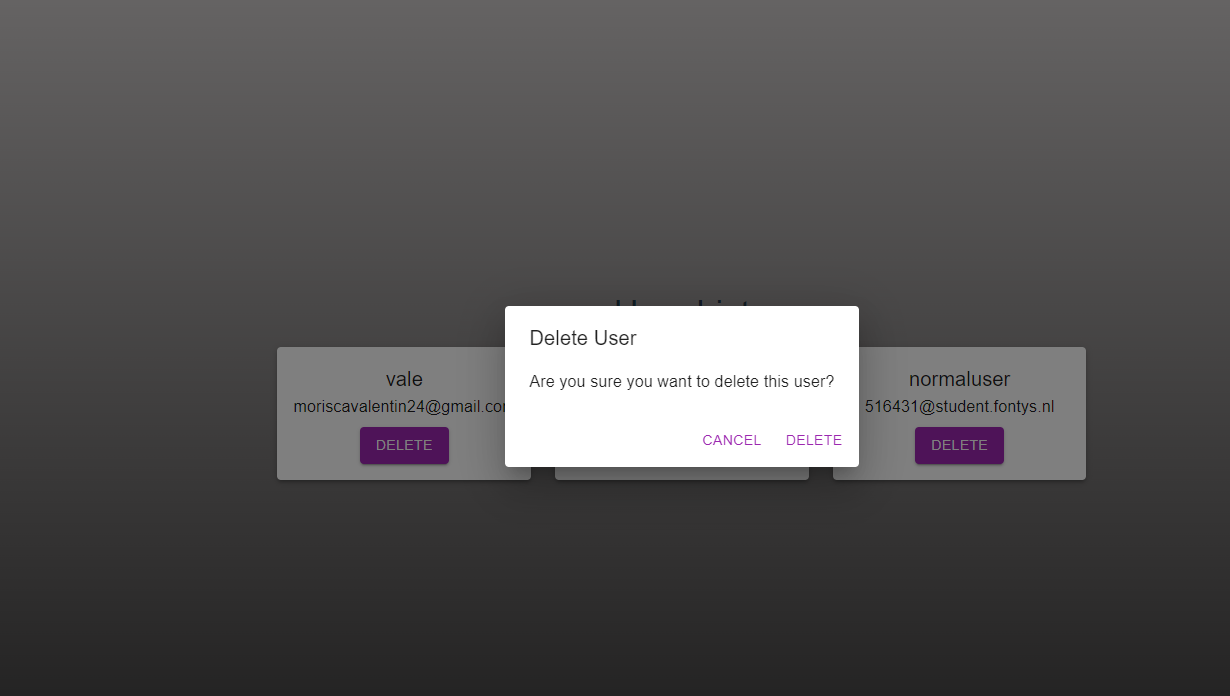 Delete User
Are you sure you want to delete this user?
CANCEL DELETE
vale
moriscavalentin24@gmail.co
DELETE
normaluser
516431@student.fontys.nl
DELETE